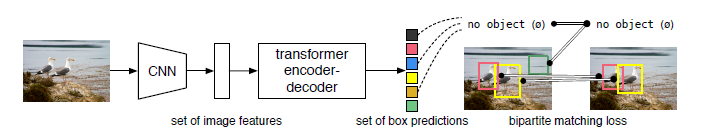 no object (ø)
no object (ø)
CNN
transformer
encoder-
decoder
set of image features
set of box predictions
bipartite matching loss